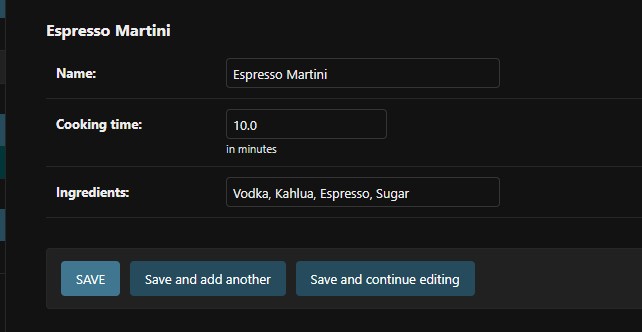 Espresso Martini
Name: Espresso Martini
Cooking time: 10.0
in minutes
Ingredients: Vodka, Kahlua, Espresso, Sugar
SAVE Save and add another Save and continue editing